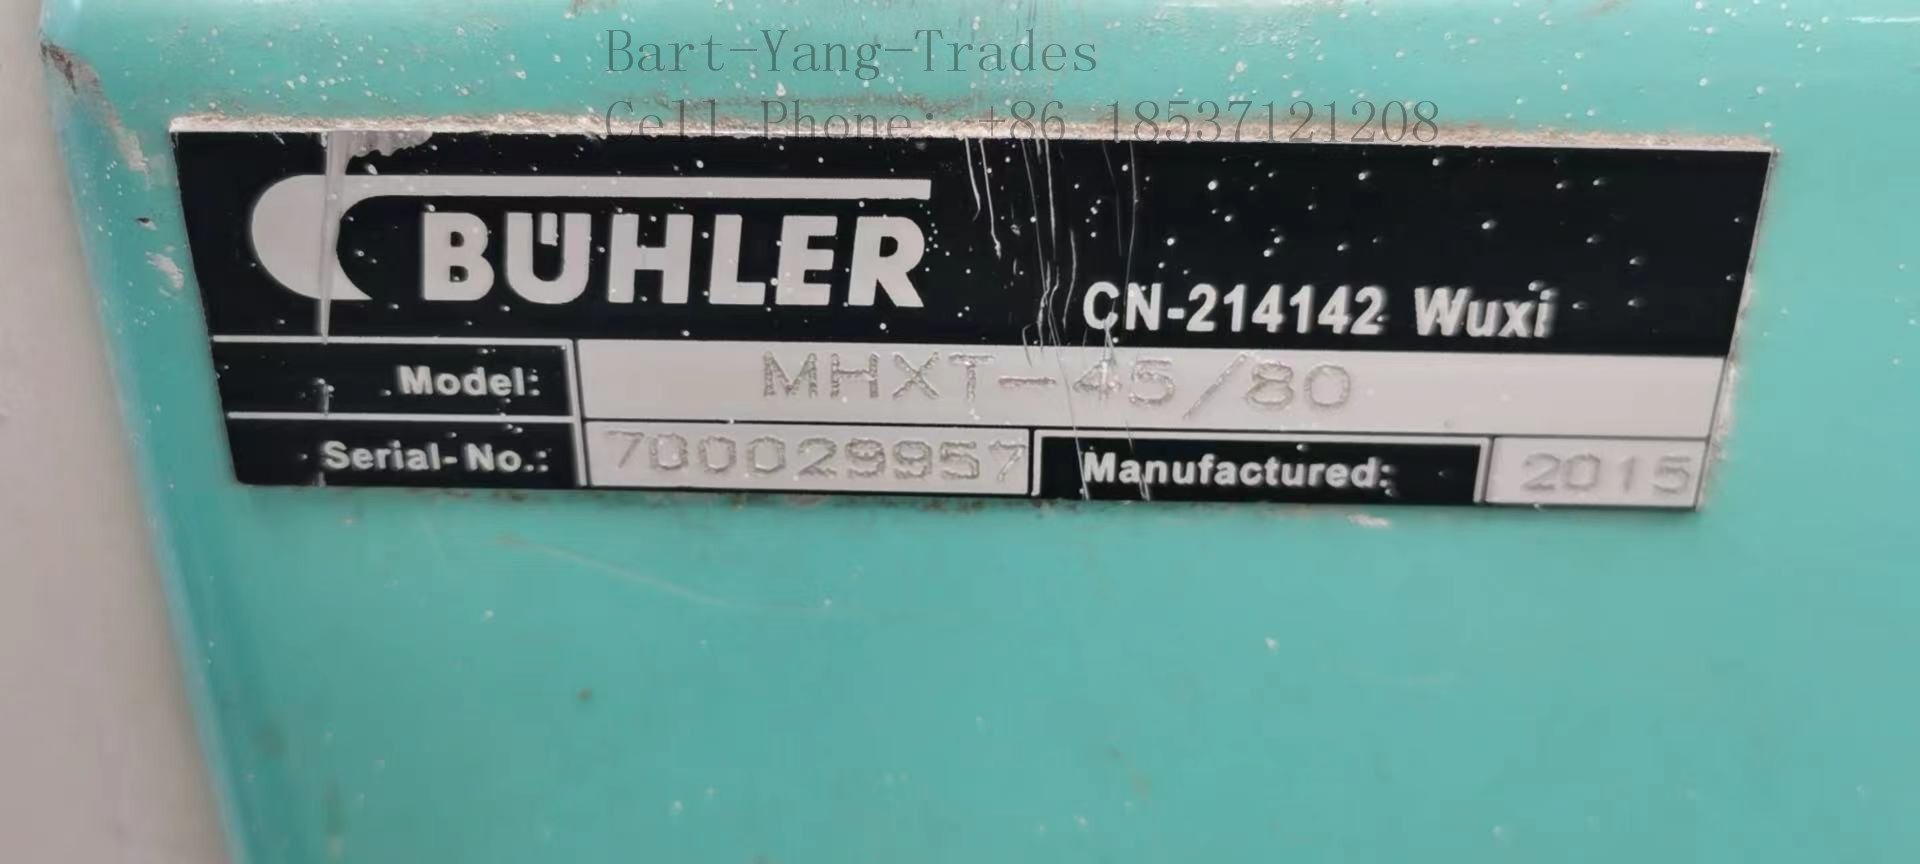 Bart-Yang-Trades
Cell Phone: +86 18537121208
BÜHLER
CN-214142 Wuxi
Model: MHXT-45/80
Serial-No.: 700029957 Manufactured: 2015